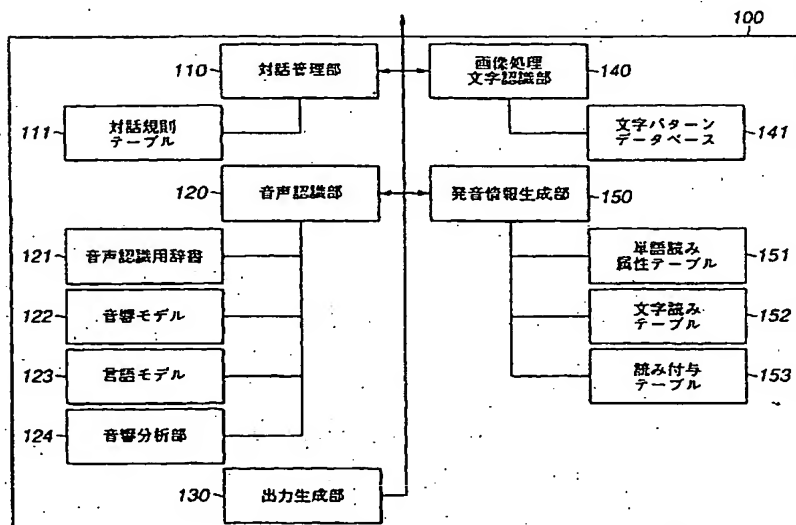 100
110
対話管理部
画像処理
文字認識部
140
111
対話規則
テーブル
文字パターン
データベース
141
120
音声認識部
発音情報生成部
150
121
音声認識用辞書
単語読み
属性テーブル
151
122
音響モデル
文字読み
テーブル
152
123
言語モデル
読み付与
テーブル
153
124
音響分析部
130
出力生成部